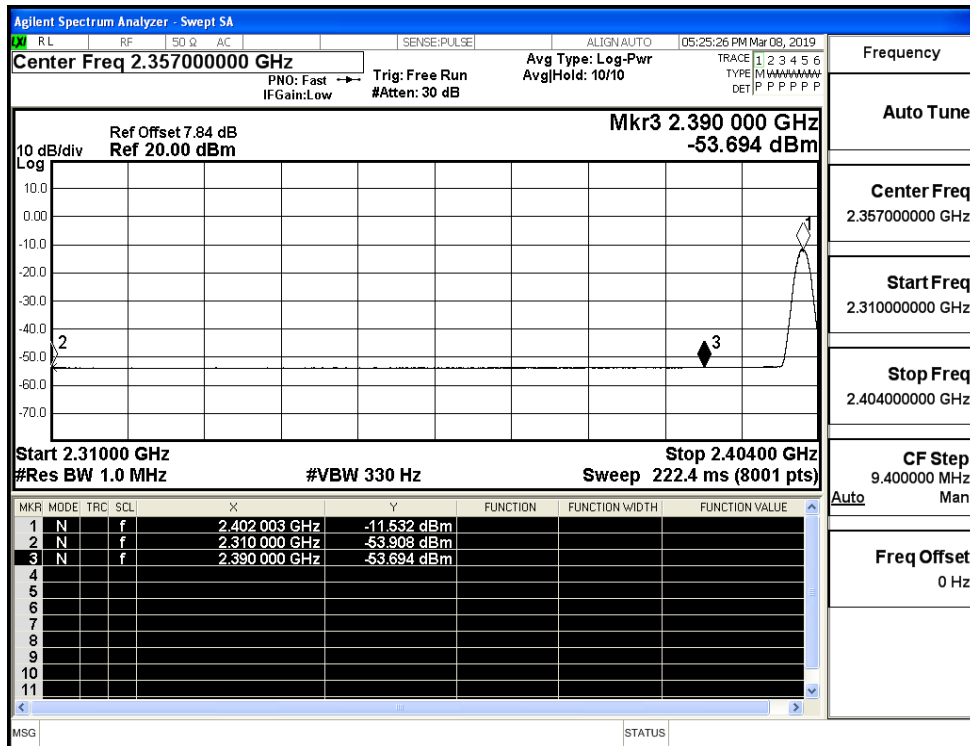 Agilent Spectrum Analyzer - Swept SA
LXI RL RF 50 Ω AC SENSE:PULSE ALIGN AUTO 05:25:26 PM Mar 08, 2019
Center Freq 2.357000000 GHz
PNO: Fast
IFGain:Low
Trig: Free Run
#Atten: 30 dB
Avg Type: Log-Pwr
Avg|Hold: 10/10
TRACE 1 2 3 4 5 6
TYPE M WWWWW
DET P P P P P P
Ref Offset 7.84 dB
10 dB/div Ref 20.00 dBm
Log
Mkr3 2.390 000 GHz
-53.694 dBm
10.0
0.00
-10.0
-20.0
-30.0
-40.0
-50.0
-60.0
-70.0
1
2
3
Start 2.31000 GHz Stop 2.40400 GHz
#Res BW 1.0 MHz #VBW 330 Hz Sweep 222.4 ms (8001 pts)
MKR MODE TRC SCL X Y FUNCTION FUNCTION WIDTH FUNCTION VALUE
1 N f 2.402 003 GHz -11.532 dBm
2 N f 2.310 000 GHz -53.908 dBm
3 N f 2.390 000 GHz -53.694 dBm
4
5
6
7
8
9
10
11
MSG STATUS
Frequency
Auto Tune
Center Freq
2.357000000 GHz
Start Freq
2.310000000 GHz
Stop Freq
2.404000000 GHz
CF Step
9.400000 MHz
Auto Man
Freq Offset
0 Hz